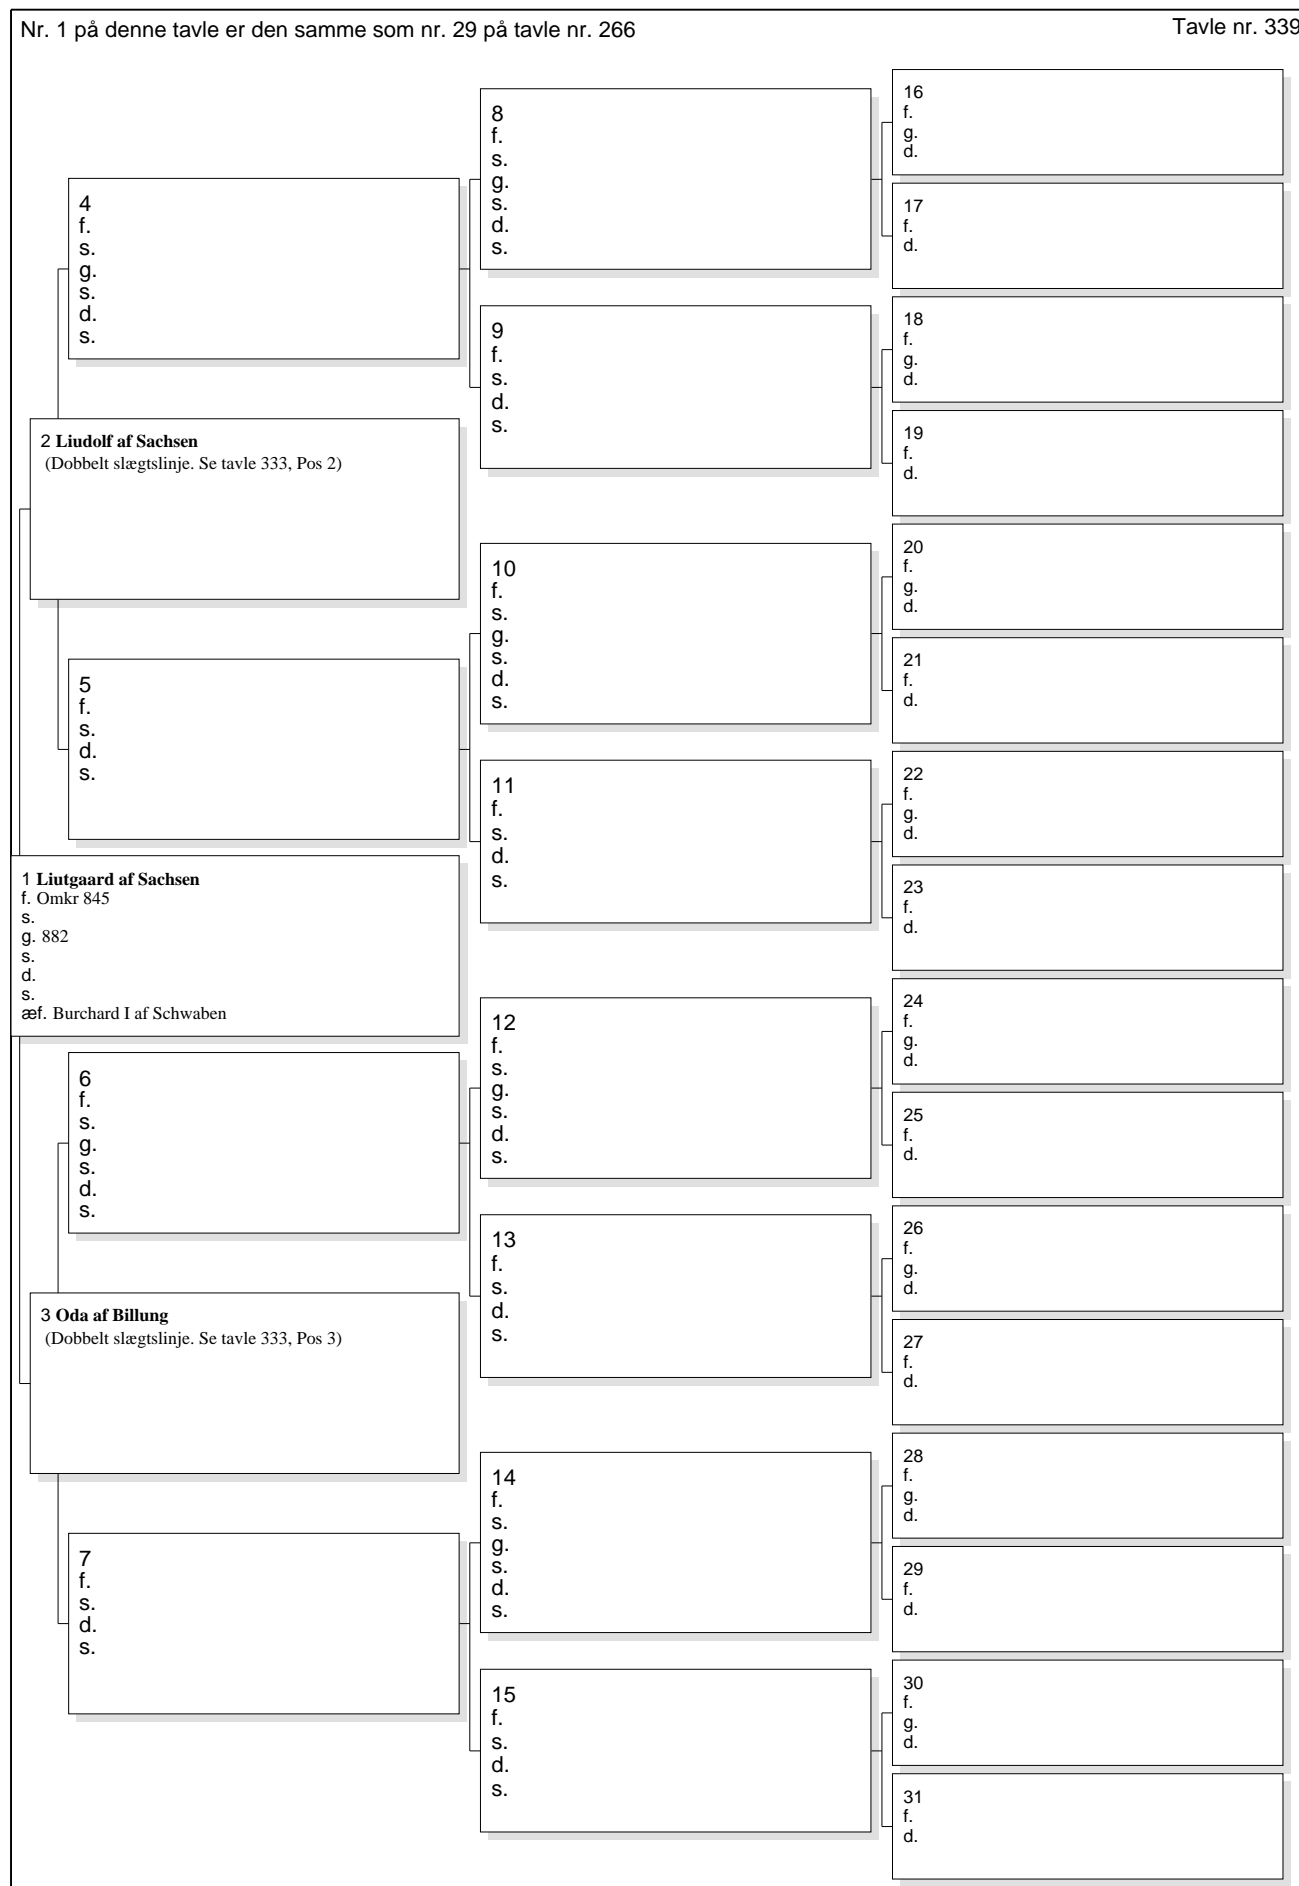 Nr. 1 på denne tavle er den samme som nr. 29 på tavle nr. 266
Tavle nr. 339
4
f.
s.
g.
s.
d.
s.
2 Liudolf af Sachsen
(Dobbelt slægtslinje. Se tavle 333, Pos 2)
5
f.
s.
d.
s.
1 Liutgaard af Sachsen
f. Omkr 845
s.
g. 882
s.
d.
s.
æf. Burchard I af Schwaben
6
f.
s.
g.
s.
d.
s.
3 Oda af Billung
(Dobbelt slægtslinje. Se tavle 333, Pos 3)
7
f.
s.
d.
s.
8
f.
s.
g.
s.
d.
s.
9
f.
s.
d.
s.
10
f.
s.
g.
s.
d.
s.
11
f.
s.
d.
s.
12
f.
s.
g.
s.
d.
s.
13
f.
s.
d.
s.
14
f.
s.
g.
s.
d.
s.
15
f.
s.
d.
s.
16
f.
g.
d.
17
f.
d.
18
f.
g.
d.
19
f.
d.
20
f.
g.
d.
21
f.
d.
22
f.
g.
d.
23
f.
d.
24
f.
g.
d.
25
f.
d.
26
f.
g.
d.
27
f.
d.
28
f.
g.
d.
29
f.
d.
30
f.
g.
d.
31
f.
d.